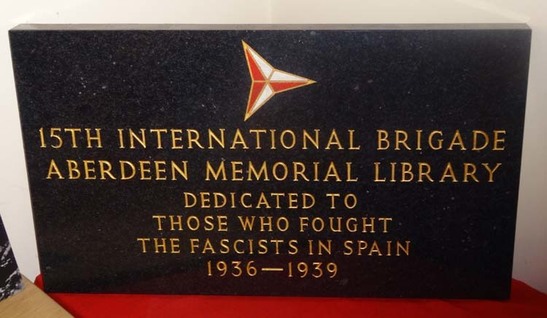 15TH INTERNATIONAL BRIGADE
ABERDEEN MEMORIAL LIBRARY
DEDICATED TO
THOSE WHO FOUGHT
THE FASCISTS IN SPAIN
1936—1939